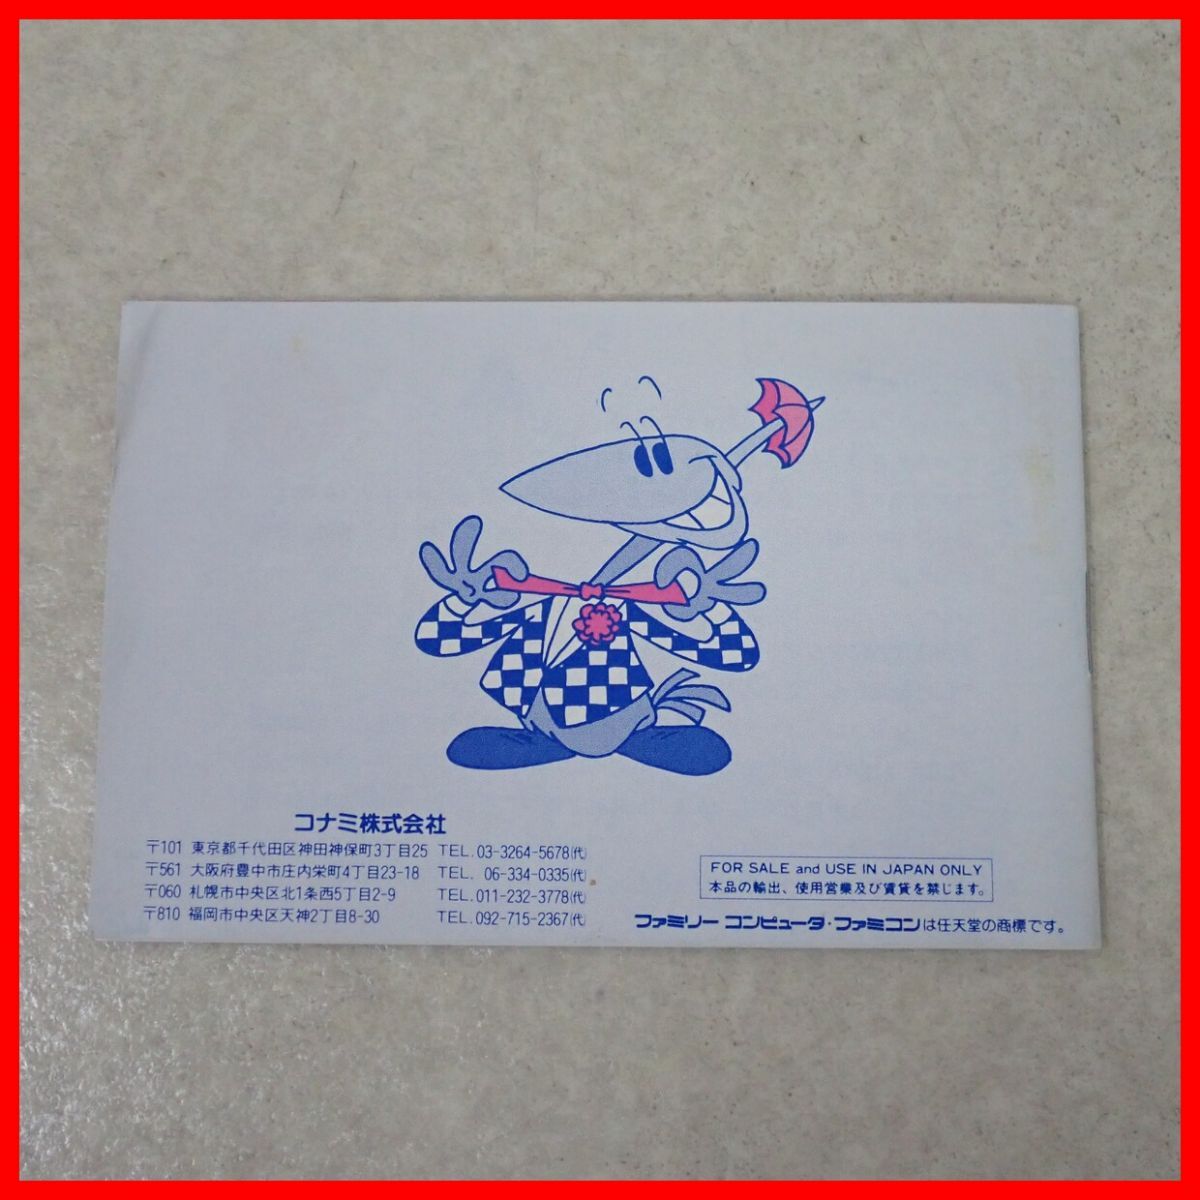 コナミ株式会社
〒101 東京都千代田区神田神保町3丁目25 TEL. 03-3264-5678(代)
〒561 大阪府豊中市庄内栄町4丁目23-18 TEL. 06-334-0335(代)
〒060 札幌市中央区北1条西5丁目2-9 TEL.011-232-3778(代)
〒810 福岡市中央区天神2丁目8-30 TEL.092-715-2367(代)
FOR SALE and USE IN JAPAN ONLY
本品の輸出、使用営業及び賃貸を禁じます。
ファミリー コンピュータ・ファミコンは任天堂の商標です。